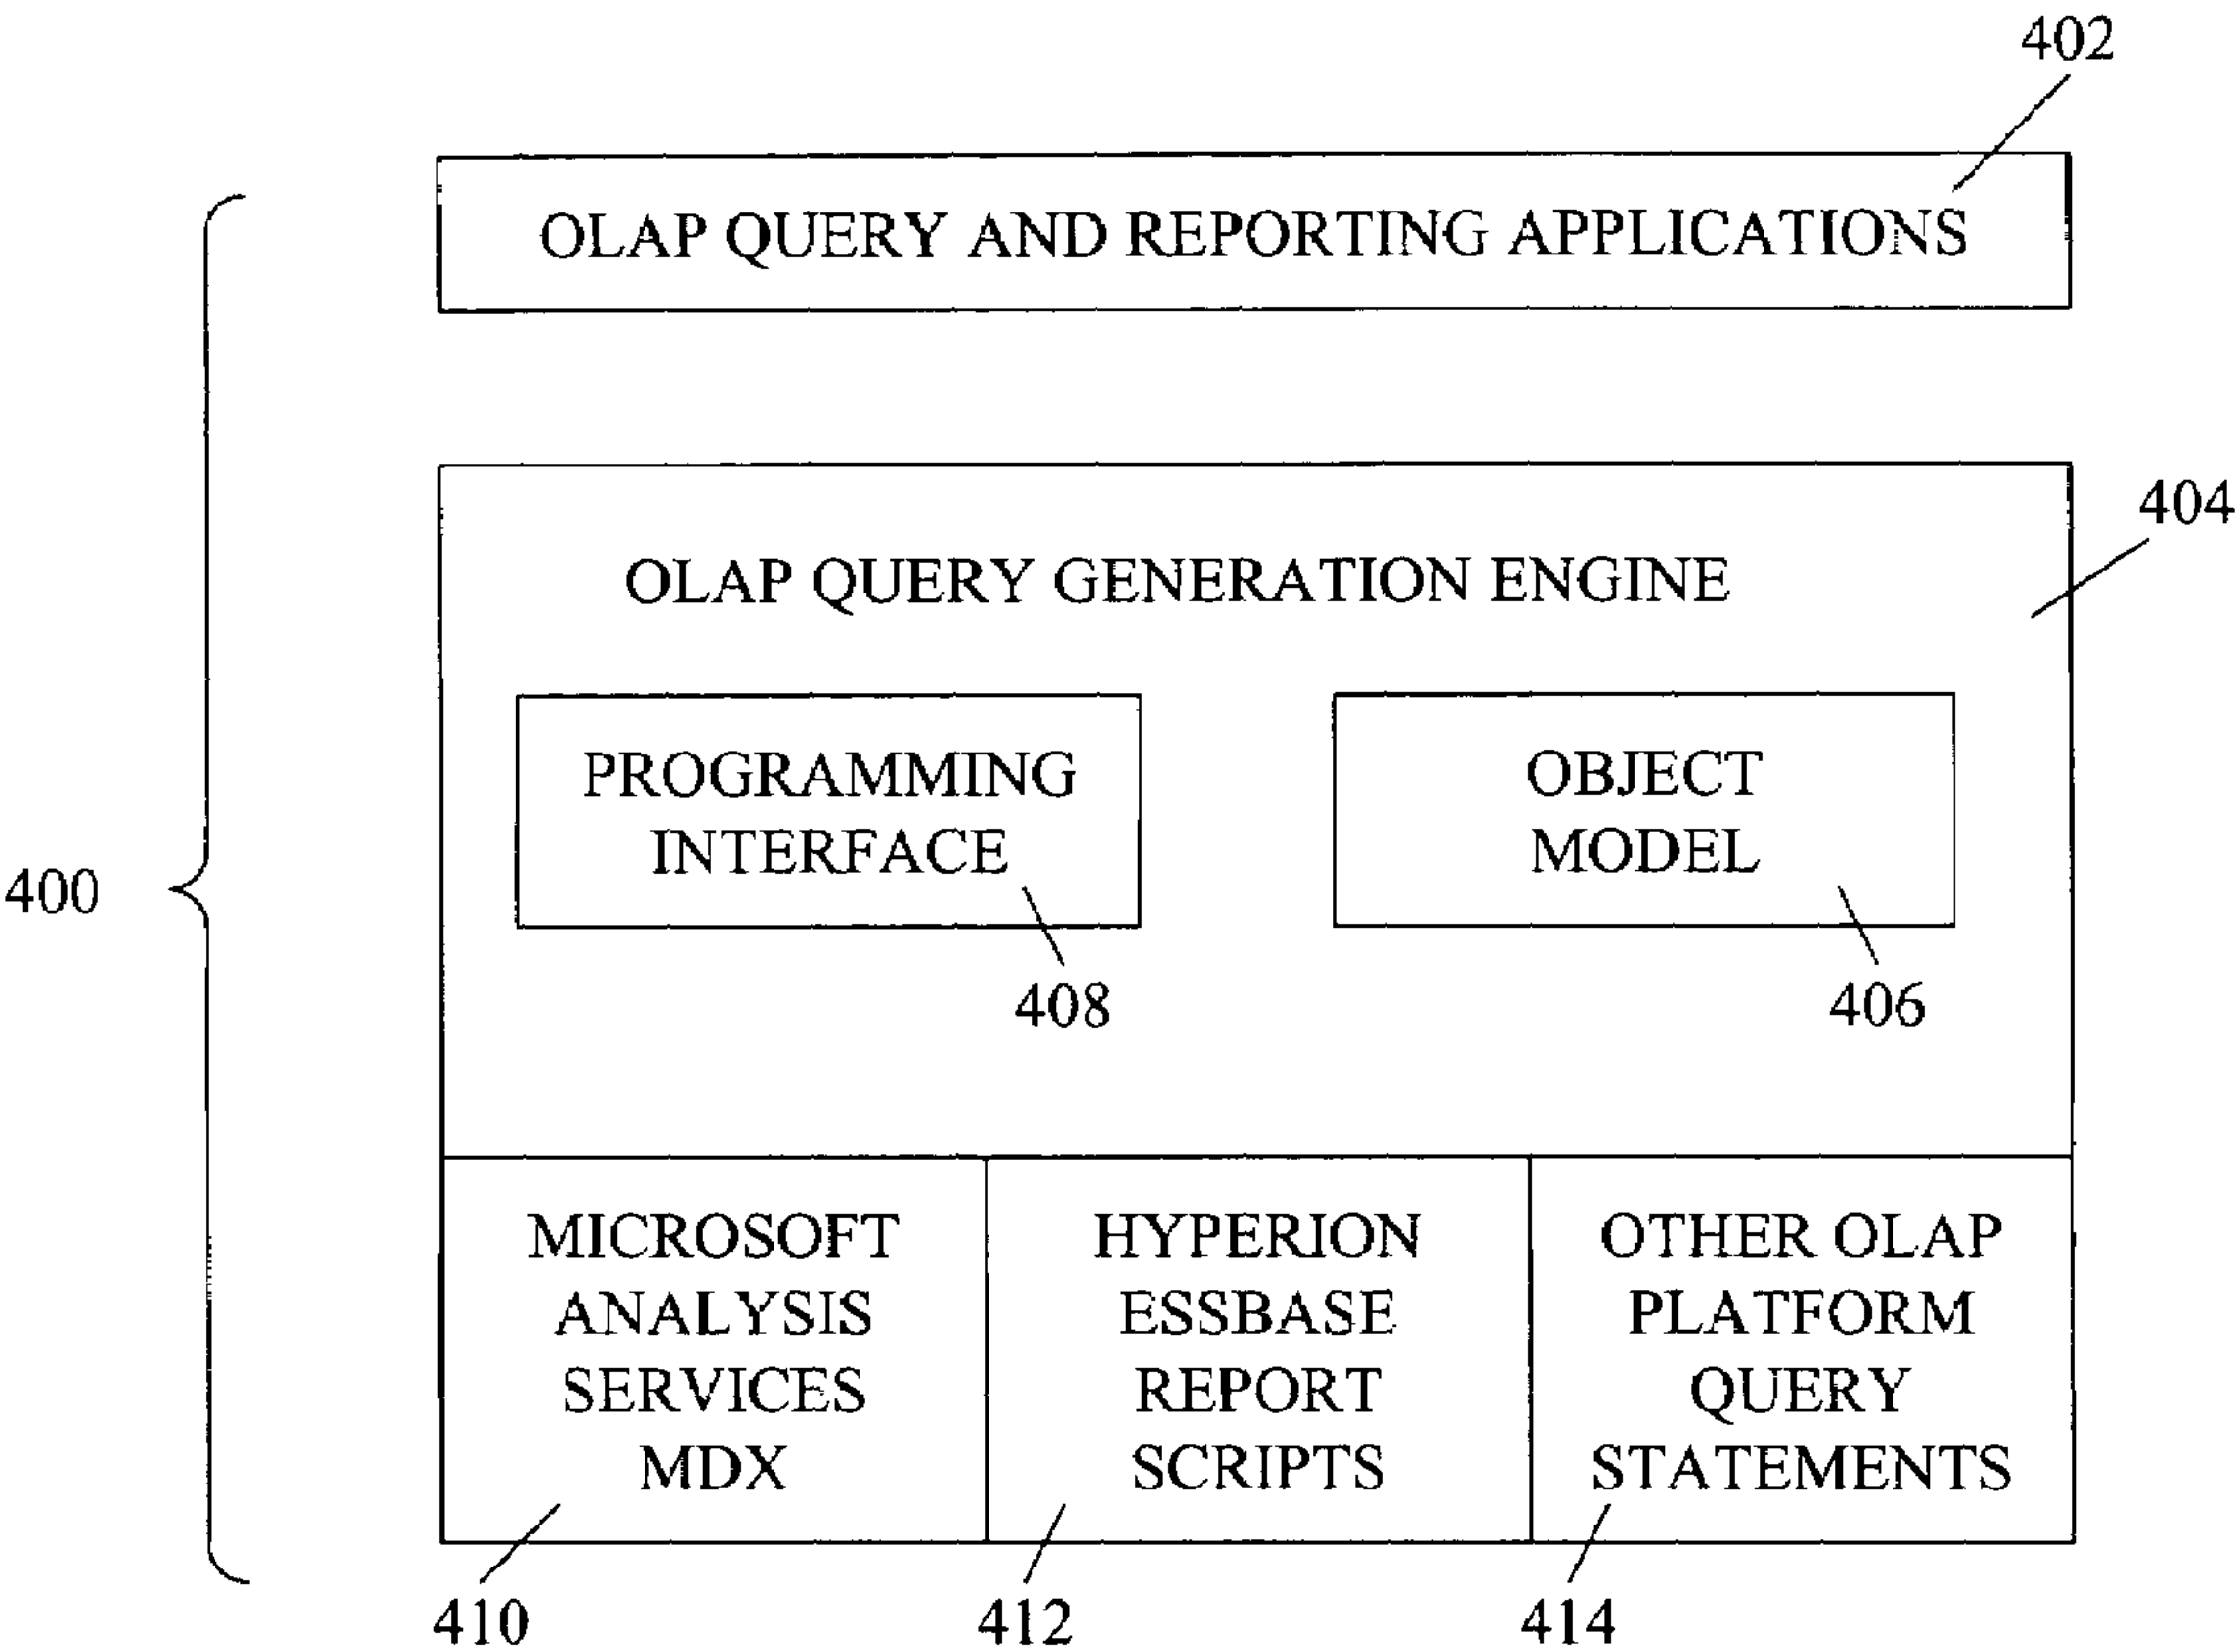 402
OLAP QUERY AND REPORTING APPLICATIONS
404
OLAP QUERY GENERATION ENGINE
PROGRAMMING
INTERFACE
408
OBJECT
MODEL
406
400
MICROSOFT
ANALYSIS
SERVICES
MDX
410
HYPERION
ESSBASE
REPORT
SCRIPTS
412
OTHER OLAP
PLATFORM
QUERY
STATEMENTS
414